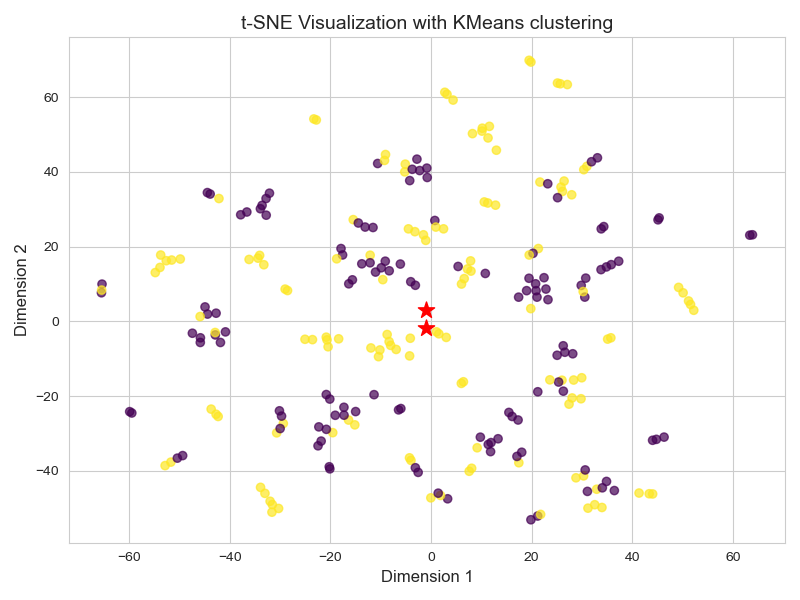 t-SNE Visualization with KMeans clustering
60
40
20
0
−20
−40
Dimension 2
−60 −40 −20 0 20 40 60
Dimension 1